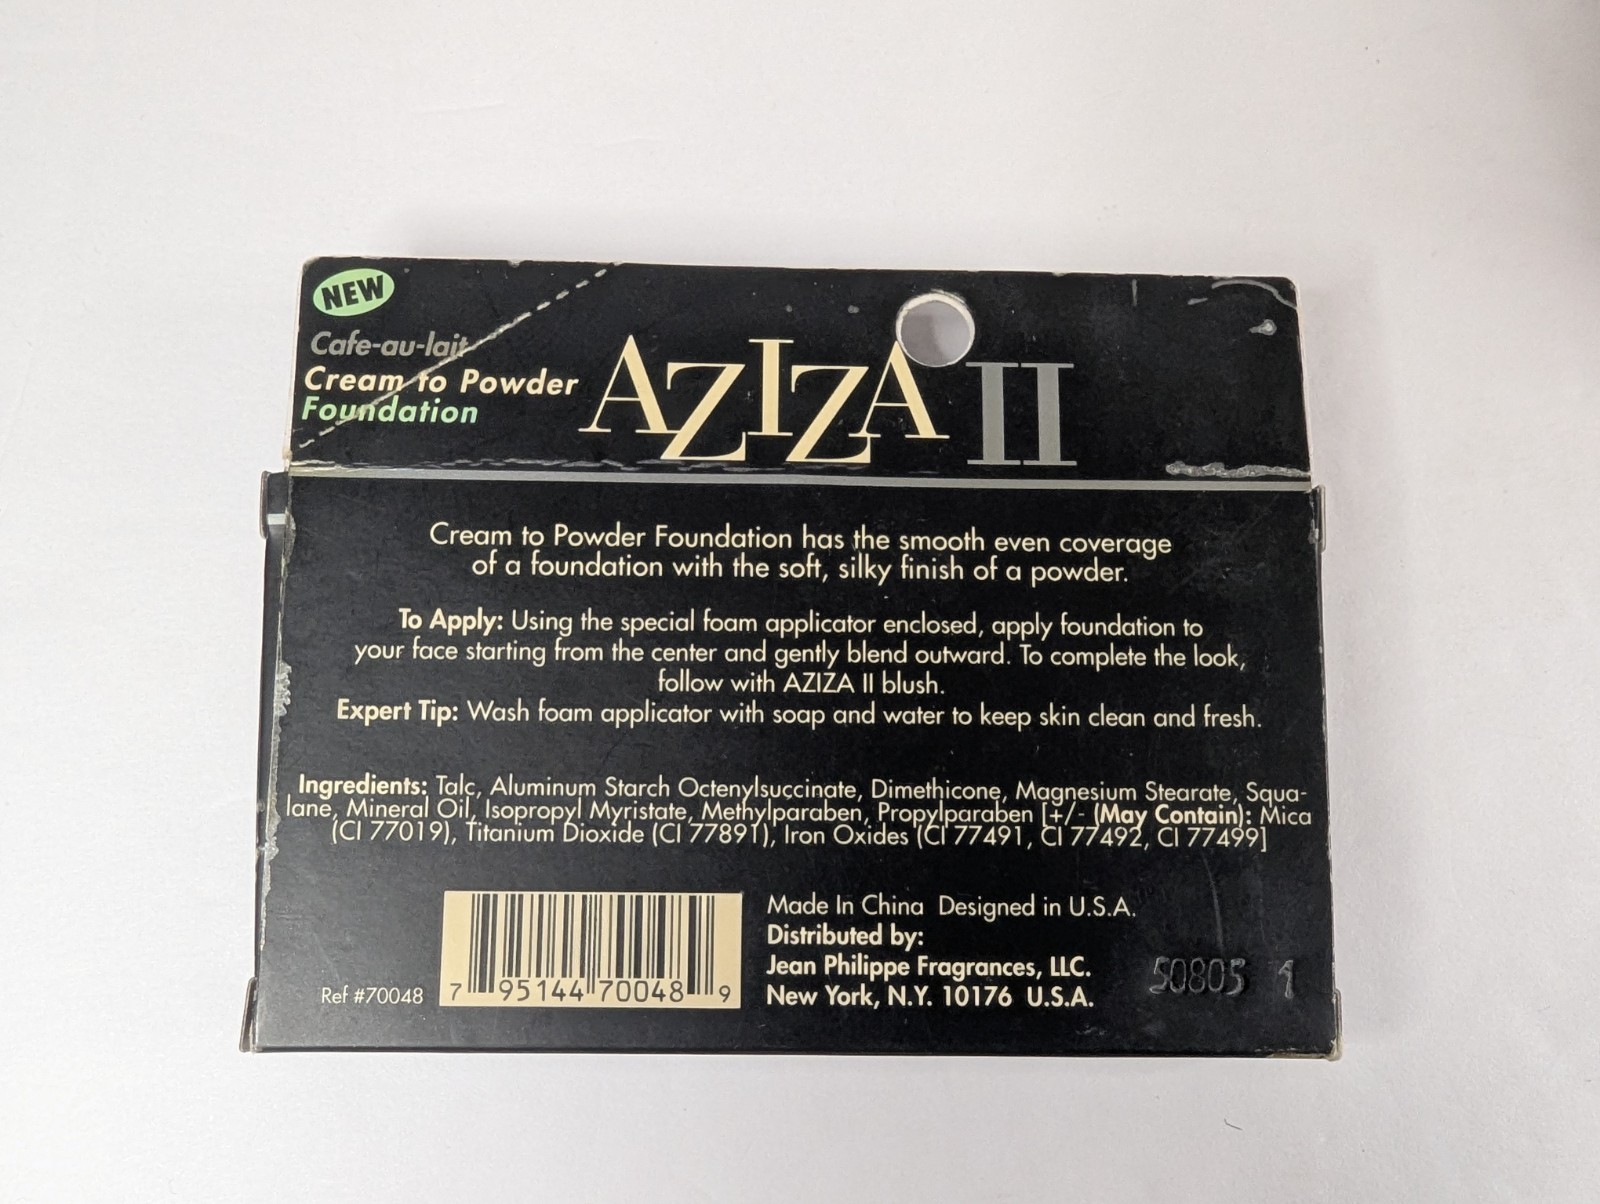 NEW
Cafe-au-lait
Cream to Powder
Foundation
AZIZA II
Cream to Powder Foundation has the smooth even coverage
of a foundation with the soft, silky finish of a powder.
To Apply: Using the special foam applicator enclosed, apply foundation to
your face starting from the center and gently blend outward. To complete the look,
follow with AZIZA II blush.
Expert Tip: Wash foam applicator with soap and water to keep skin clean and fresh.
Ingredients: Talc, Aluminum Starch Octenylsuccinate, Dimethicone, Magnesium Stearate, Squa-
lane, Mineral Oil, Isopropyl Myristate, Methylparaben, Propylparaben [+/- (May Contain): Mica
(CI 77019), Titanium Dioxide (CI 77891), Iron Oxides (CI 77491, CI 77492, CI 77499]
Ref #70048
7 95144 70048 9
Made In China Designed in U.S.A.
Distributed by:
Jean Philippe Fragrances, LLC.
New York, N.Y. 10176 U.S.A.
50805 1